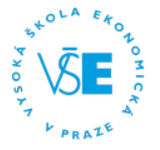 VYSOKÁ ŠKOLA EKONOMICKÁ
VŠE
V PRAZE